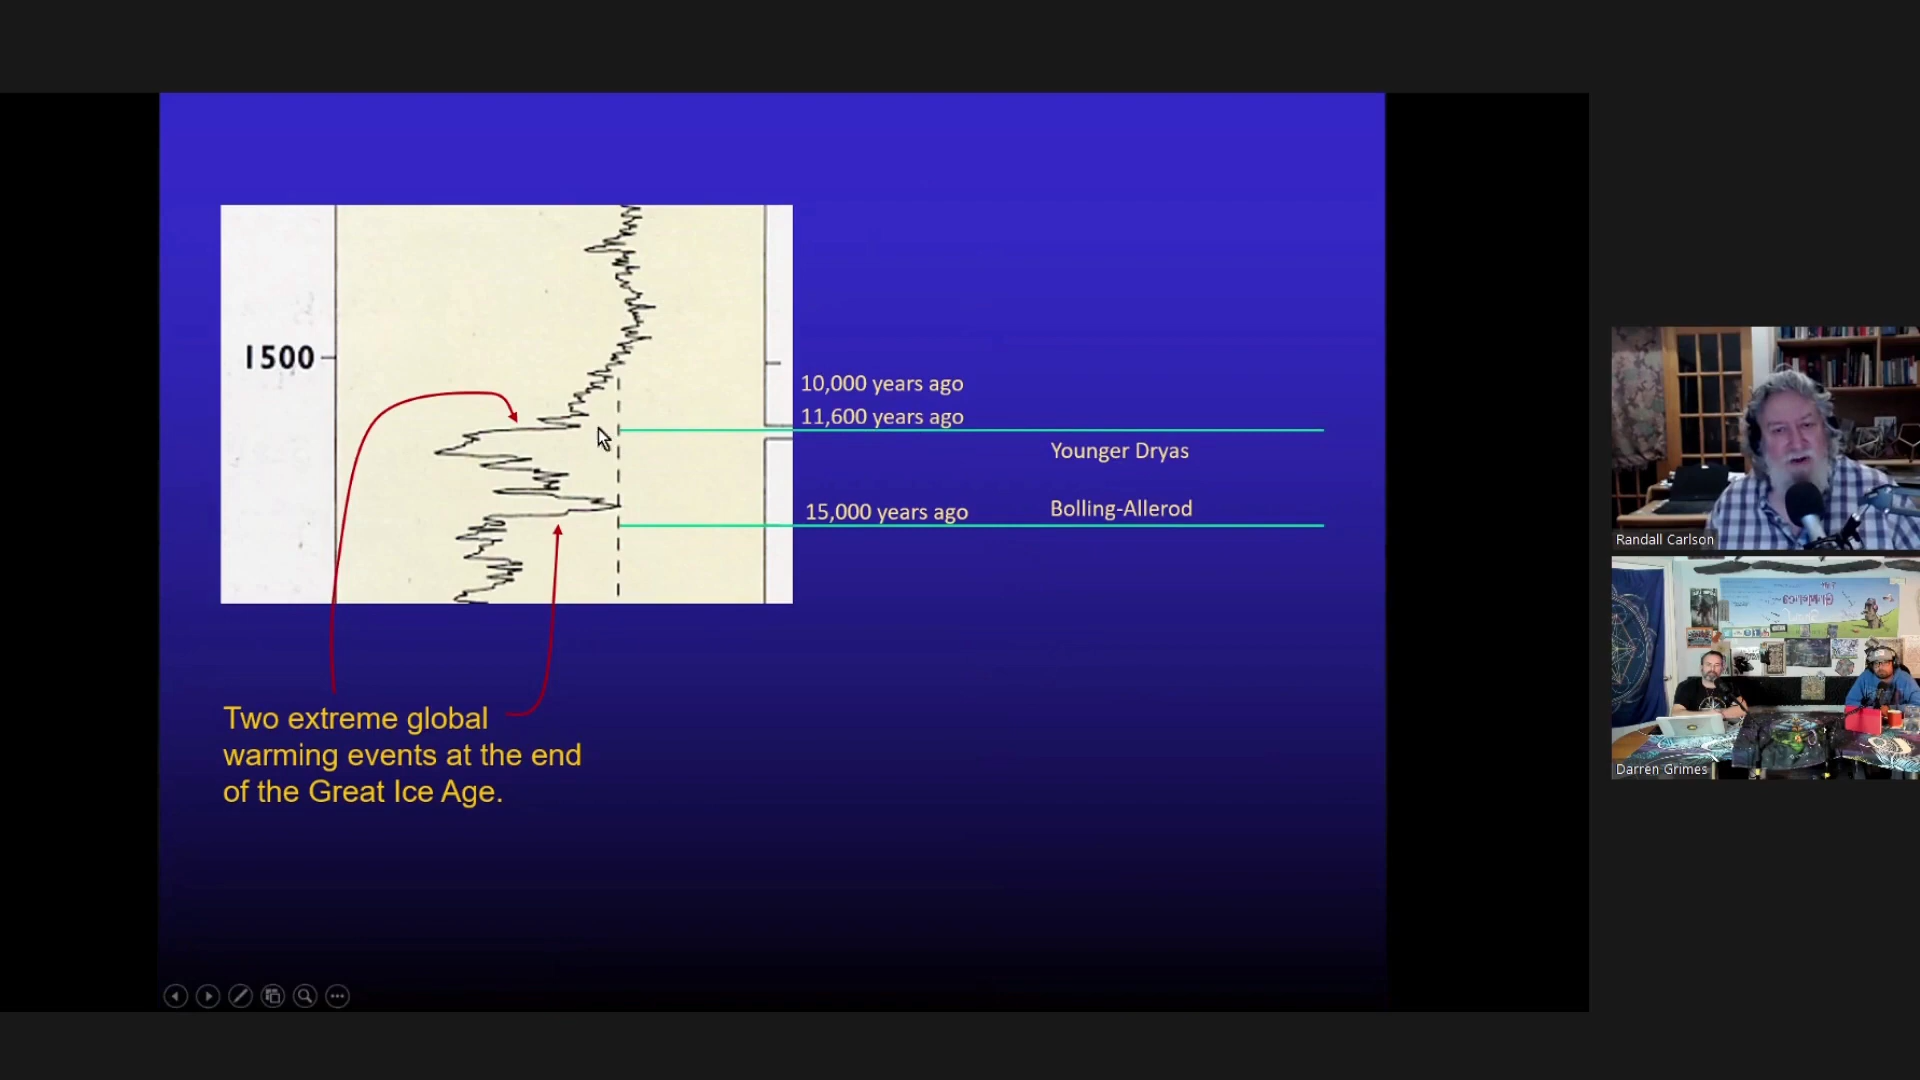 1500
10,000 years ago
11,600 years ago
Younger Dryas
15,000 years ago
Bolling-Allerod
Two extreme global
warming events at the end
of the Great Ice Age.
Randall Carlson
Darren Grimes